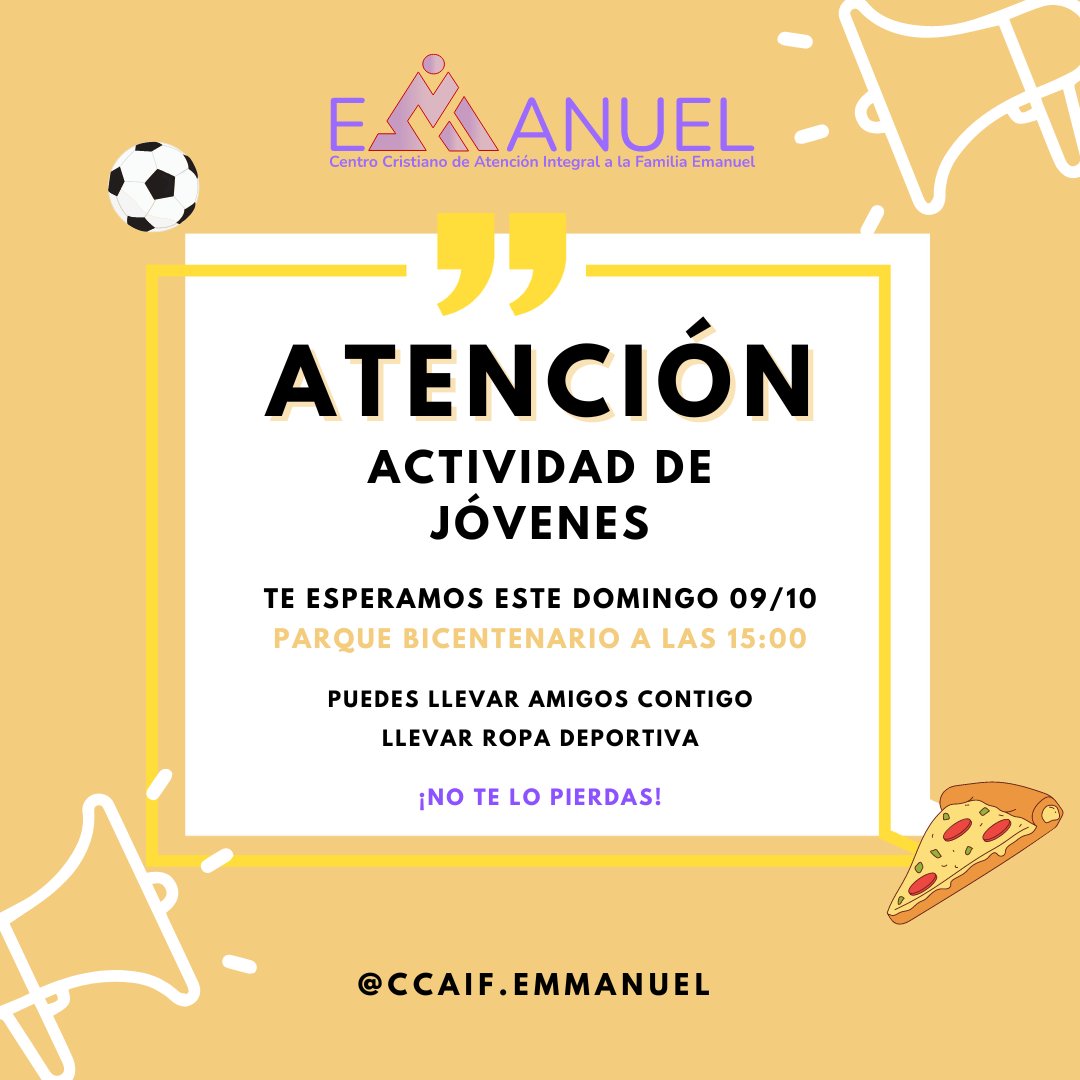 EMANUEL
Centro Cristiano de Atención Integral a la Familia Emanuel
ATENCIÓN
ACTIVIDAD DE
JÓVENES
TE ESPERAMOS ESTE DOMINGO 09/10
PARQUE BICENTENARIO A LAS 15:00
PUEDES LLEVAR AMIGOS CONTIGO
LLEVAR ROPA DEPORTIVA
¡NO TE LO PIERDAS!
@CCAIF.EMMANUEL